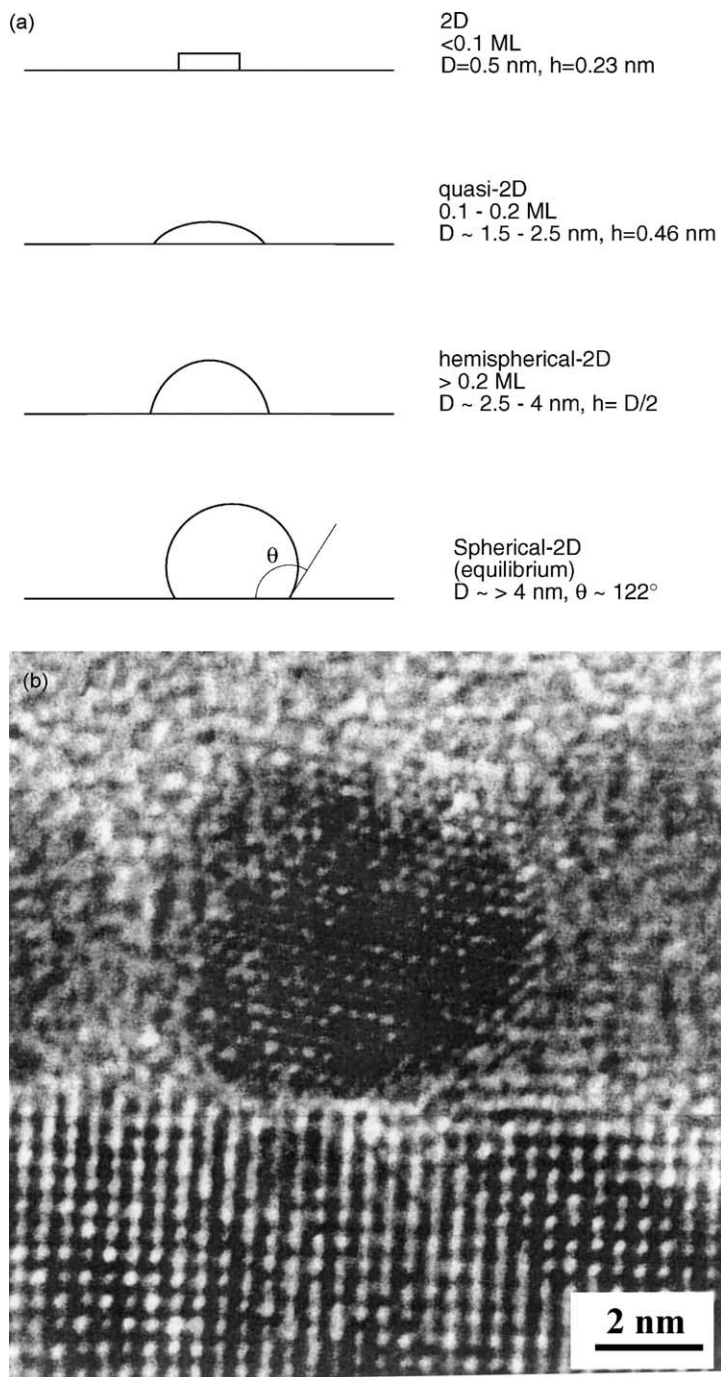 (a)
2D
<0.1 ML
D=0.5 nm, h=0.23 nm
quasi-2D
0.1 - 0.2 ML
D ~ 1.5 - 2.5 nm, h=0.46 nm
hemispherical-2D
> 0.2 ML
D ~ 2.5 - 4 nm, h= D/2
θ
Spherical-2D
(equilibrium)
D ~ > 4 nm, θ ~ 122°
(b)
2 nm